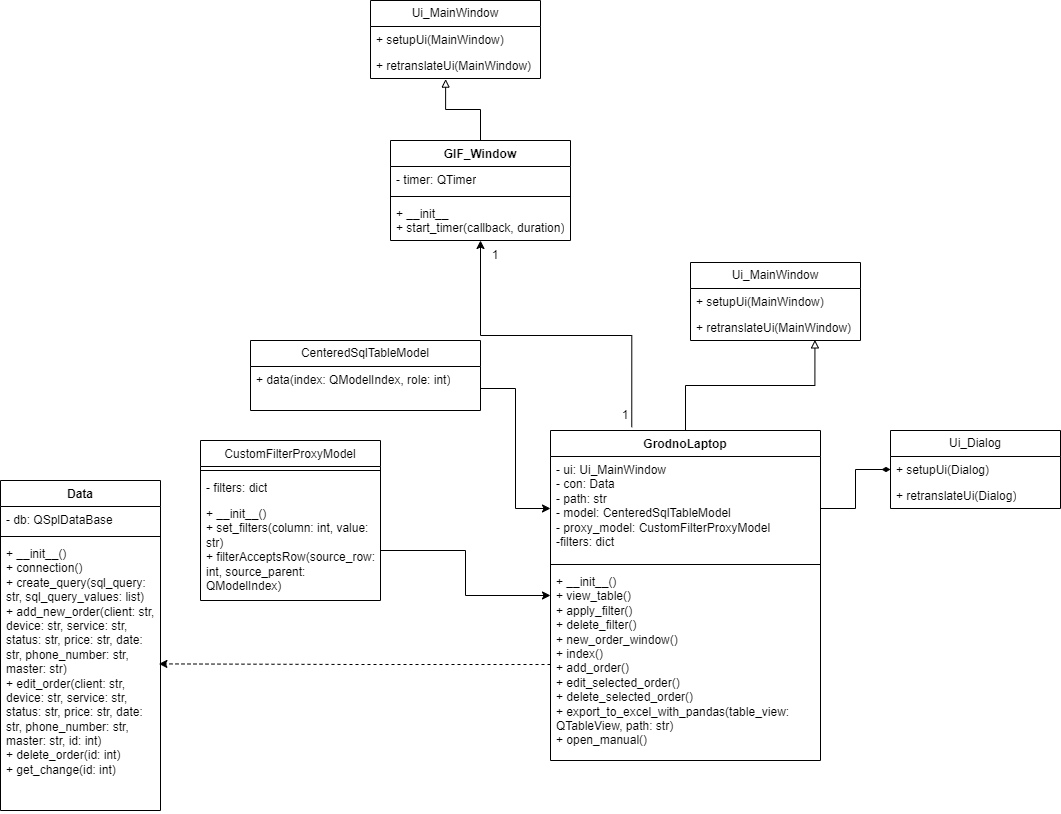 Ui_MainWindow
+ setupUi(MainWindow)
+ retranslateUi(MainWindow)
GIF_Window
- timer: QTimer
+ __init__
+ start_timer(callback, duration)
1
Ui_MainWindow
+ setupUi(MainWindow)
+ retranslateUi(MainWindow)
CenteredSqlTableModel
+ data(index: QModelIndex, role: int)
1
GrodnoLaptop
- ui: Ui_MainWindow
- con: Data
- path: str
- model: CenteredSqlTableModel
- proxy_model: CustomFilterProxyModel
-filters: dict
+ __init__()
+ view_table()
+ apply_filter()
+ delete_filter()
+ new_order_window()
+ index()
+ add_order()
+ edit_selected_order()
+ delete_selected_order()
+ export_to_excel_with_pandas(table_view:
QTableView, path: str)
+ open_manual()
Ui_Dialog
+ setupUi(Dialog)
+ retranslateUi(Dialog)
CustomFilterProxyModel
- filters: dict
+ __init__()
+ set_filters(column: int, value:
str)
+ filterAcceptsRow(source_row:
int, source_parent:
QModelIndex)
Data
- db: QSplDataBase
+ __init__()
+ connection()
+ create_query(sql_query:
str, sql_query_values: list)
+ add_new_order(client: str,
device: str, service: str,
status: str, price: str, date:
str, phone_number: str,
master: str)
+ edit_order(client: str,
device: str, service: str,
status: str, price: str, date:
str, phone_number: str,
master: str, id: int)
+ delete_order(id: int)
+ get_change(id: int)